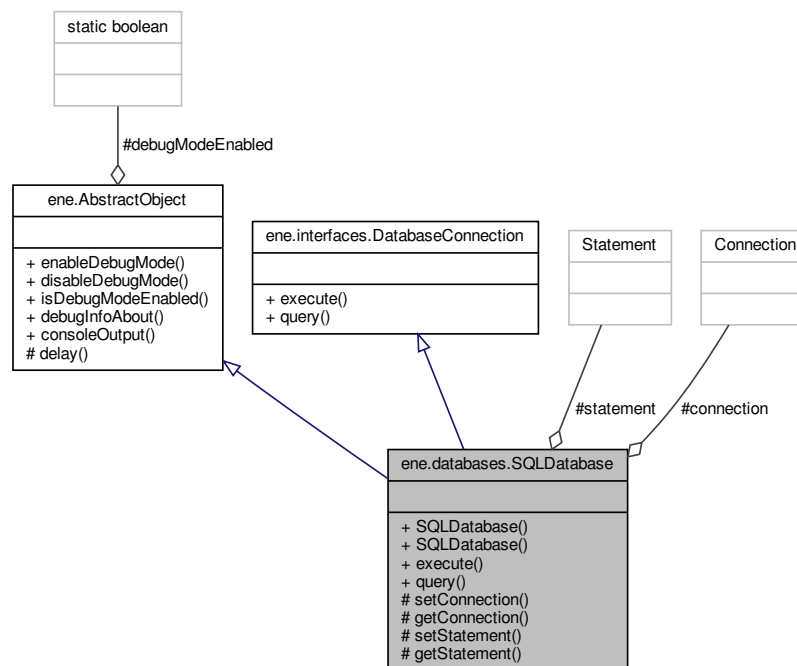 static boolean
#debugModeEnabled
ene.AbstractObject
+ enableDebugMode()
+ disableDebugMode()
+ isDebugModeEnabled()
+ debugInfoAbout()
+ consoleOutput()
# delay()
ene.interfaces.DatabaseConnection
+ execute()
+ query()
Statement
Connection
#statement
#connection
ene.databases.SQLDatabase
+ SQLDatabase()
+ SQLDatabase()
+ execute()
+ query()
# setConnection()
# getConnection()
# setStatement()
# getStatement()